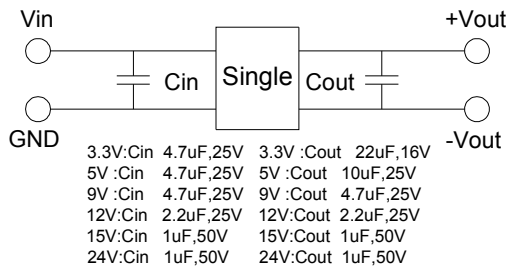 Vin
+Vout
Cin
Single
Cout
GND
-Vout
3.3V:Cin 4.7uF,25V 3.3V :Cout 22uF,16V
5V :Cin 4.7uF,25V 5V :Cout 10uF,25V
9V :Cin 4.7uF,25V 9V :Cout 4.7uF,25V
12V:Cin 2.2uF,25V 12V:Cout 2.2uF,25V
15V:Cin 1uF,50V 15V:Cout 1uF,50V
24V:Cin 1uF,50V 24V:Cout 1uF,50V